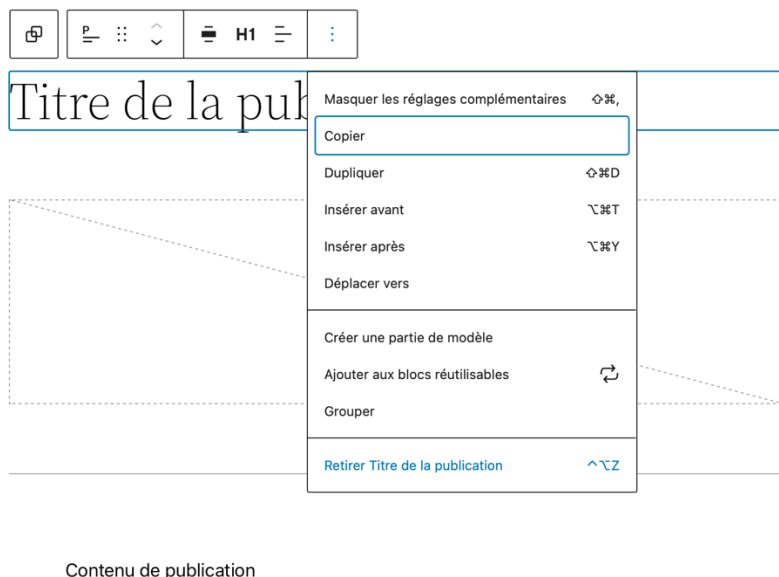 P
H1
Titre de la pub
Masquer les réglages complémentaires ⇧⌘,
Copier
Dupliquer ⇧⌘D
Insérer avant ⌥⌘T
Insérer après ⌥⌘Y
Déplacer vers
Créer une partie de modèle
Ajouter aux blocs réutilisables
Grouper
Retirer Titre de la publication ^⌥Z
Contenu de publication